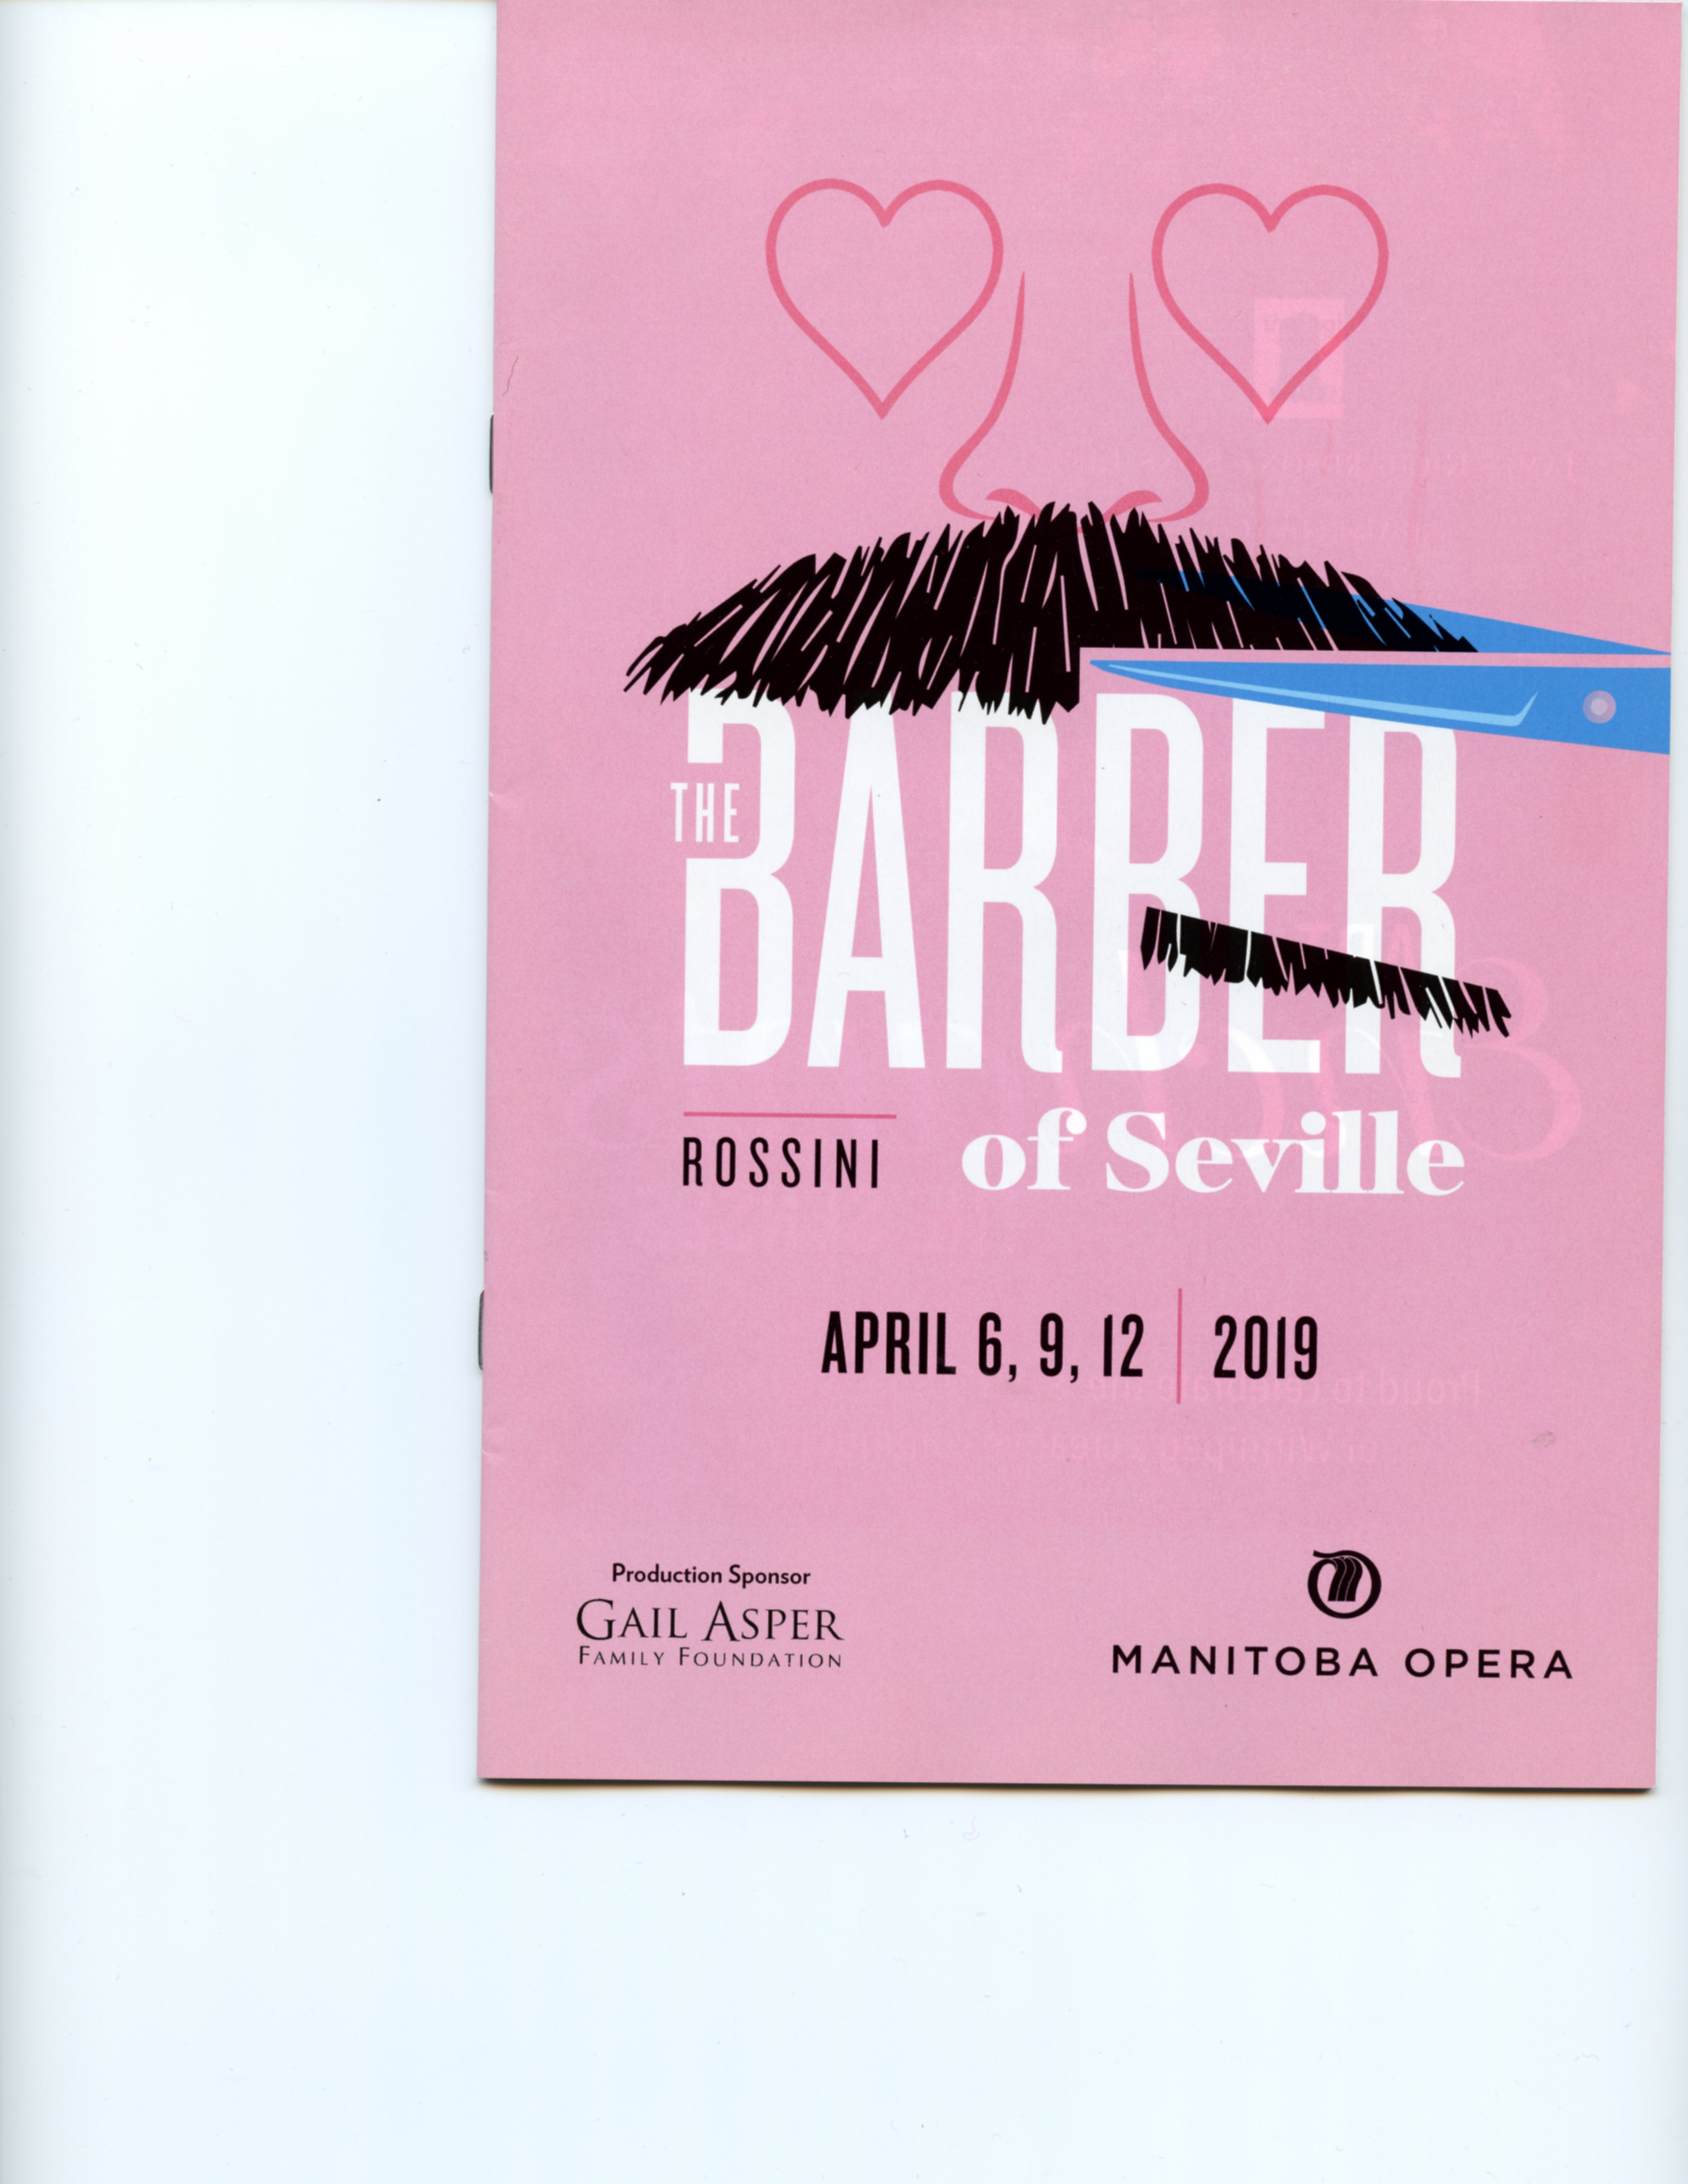 THE
BARBER
ROSSINI
of Seville
APRIL 6, 9, 12 | 2019
Production Sponsor
GAIL ASPER
FAMILY FOUNDATION
MANITOBA OPERA